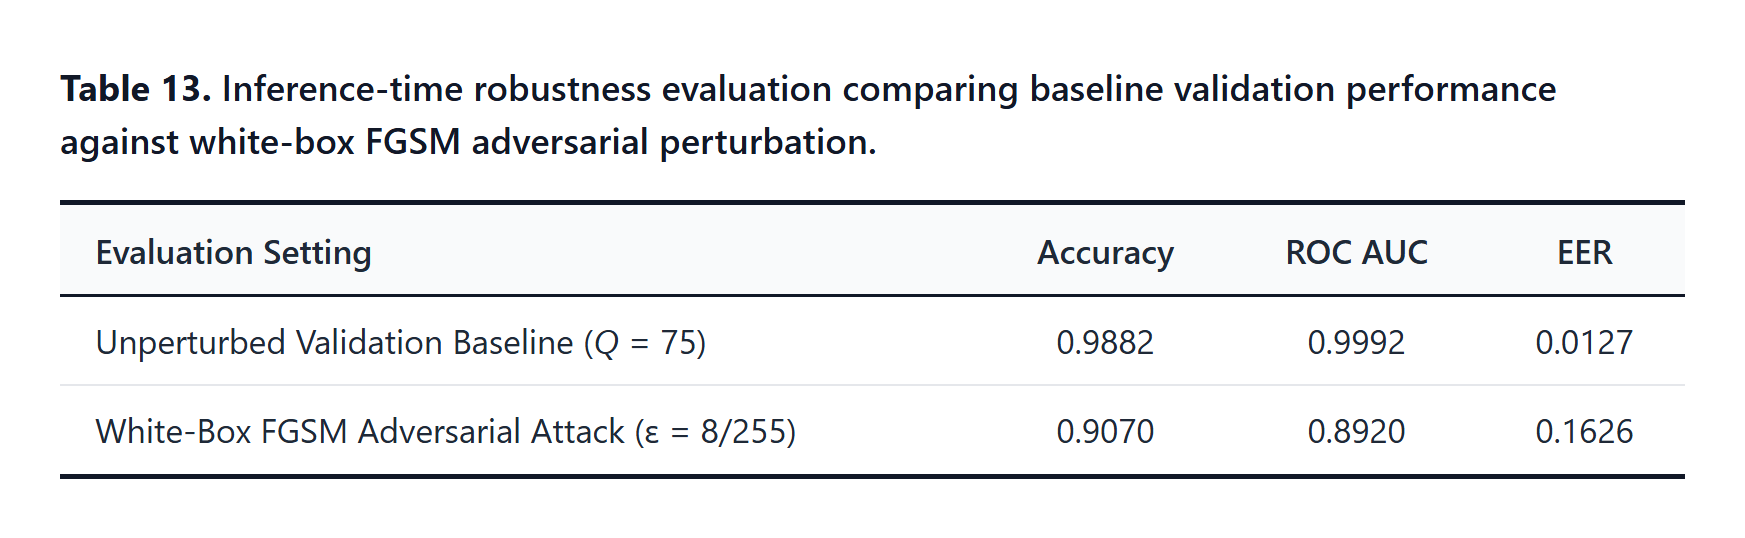 Table 13. Inference-time robustness evaluation comparing baseline validation performance
against white-box FGSM adversarial perturbation.
Evaluation Setting Accuracy ROC AUC EER
Unperturbed Validation Baseline (Q = 75) 0.9882 0.9992 0.0127
White-Box FGSM Adversarial Attack (ε = 8/255) 0.9070 0.8920 0.1626